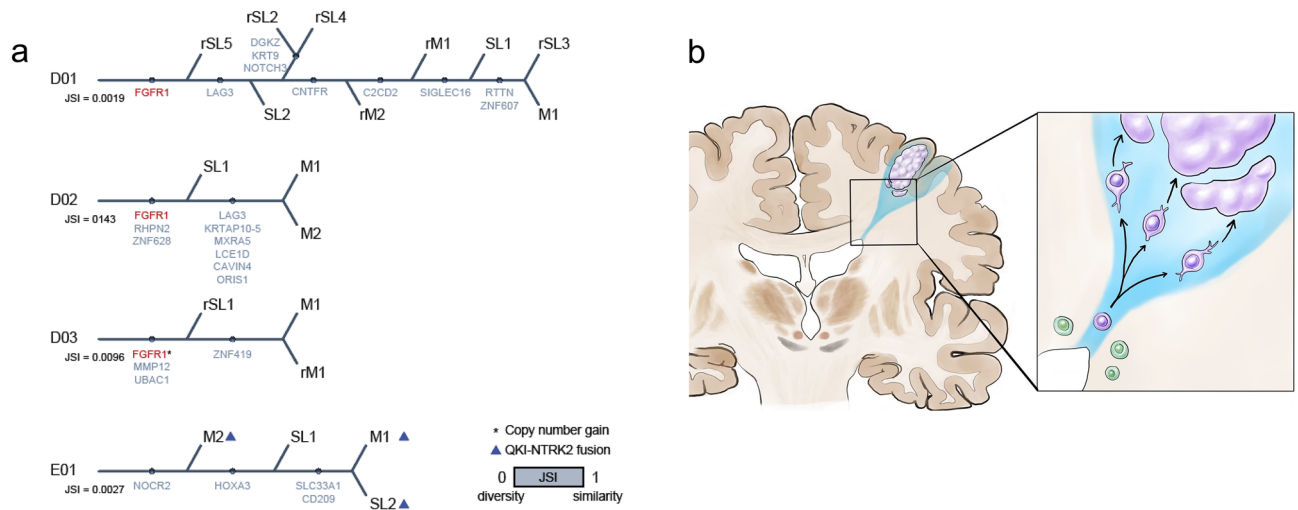 a
b
rSL2
rSL4
rSL5
DGKZ
KRT9
NOTCH3
rM1
SL1
rSL3
D01
JSI = 0.0019
FGFR1
LAG3
CNTFR
C2CD2
SIGLEC16
RTTN
ZNF607
SL2
rM2
M1
SL1
M1
D02
JSI = 0143
FGFR1
RHPN2
ZNF628
LAG3
KRTAP10-5
MXRA5
LCE1D
CAVIN4
ORIS1
M2
rSL1
M1
D03
JSI = 0.0096
FGFR1*
MMP12
UBAC1
ZNF419
rM1
M2
SL1
M1
E01
JSI = 0.0027
NOCR2
HOXA3
SLC33A1
CD209
SL2
* Copy number gain
QKI-NTRK2 fusion
0 JSI 1
diversity similarity